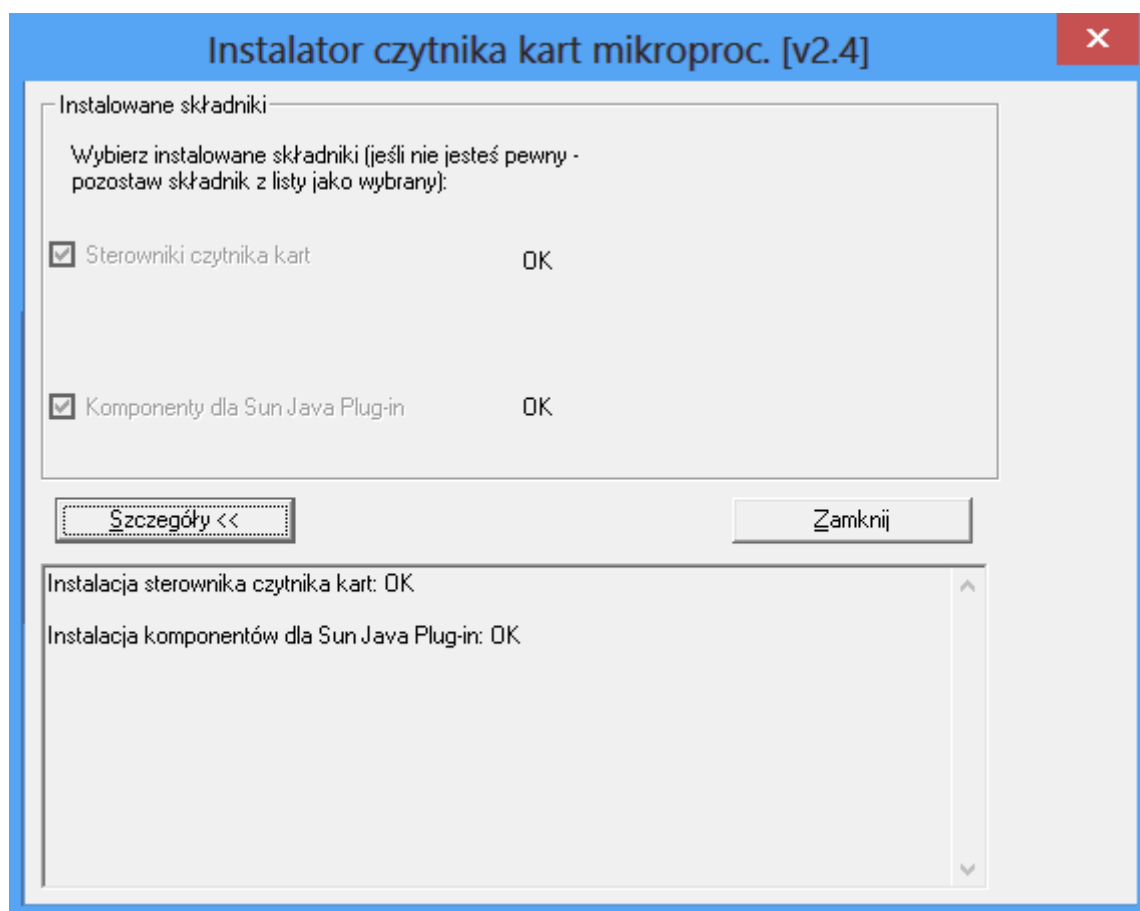 Instalator czytnika kart mikroproc. [v2.4]
Instalowane składniki
Wybierz instalowane składniki (jeśli nie jesteś pewny -
pozostaw składnik z listy jako wybrany):
Sterowniki czytnika kart OK
Komponenty dla Sun Java Plug-in OK
Szczegóły << Zamknij
Instalacja sterownika czytnika kart: OK
Instalacja komponentów dla Sun Java Plug-in: OK